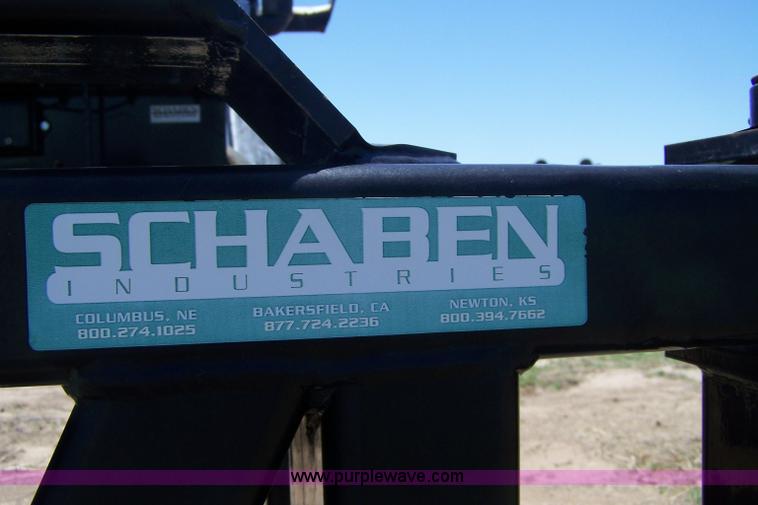 SCHABEN
INDUSTRIES
COLUMBUS, NE
800.274.1025
BAKERSFIELD, CA
877.724.2236
NEWTON, KS
800.394.7662
www.purplewave.com